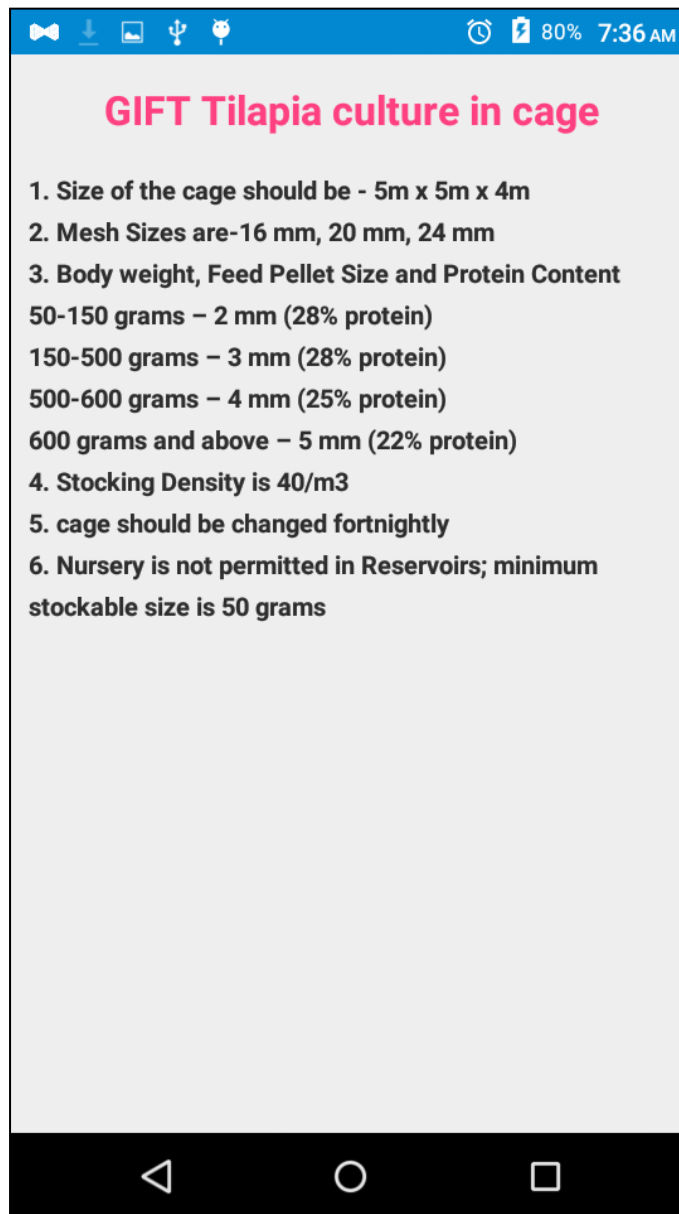 80% 7:36 AM
GIFT Tilapia culture in cage
1. Size of the cage should be - 5m x 5m x 4m
2. Mesh Sizes are-16 mm, 20 mm, 24 mm
3. Body weight, Feed Pellet Size and Protein Content
50-150 grams – 2 mm (28% protein)
150-500 grams – 3 mm (28% protein)
500-600 grams – 4 mm (25% protein)
600 grams and above – 5 mm (22% protein)
4. Stocking Density is 40/m3
5. cage should be changed fortnightly
6. Nursery is not permitted in Reservoirs; minimum
stockable size is 50 grams